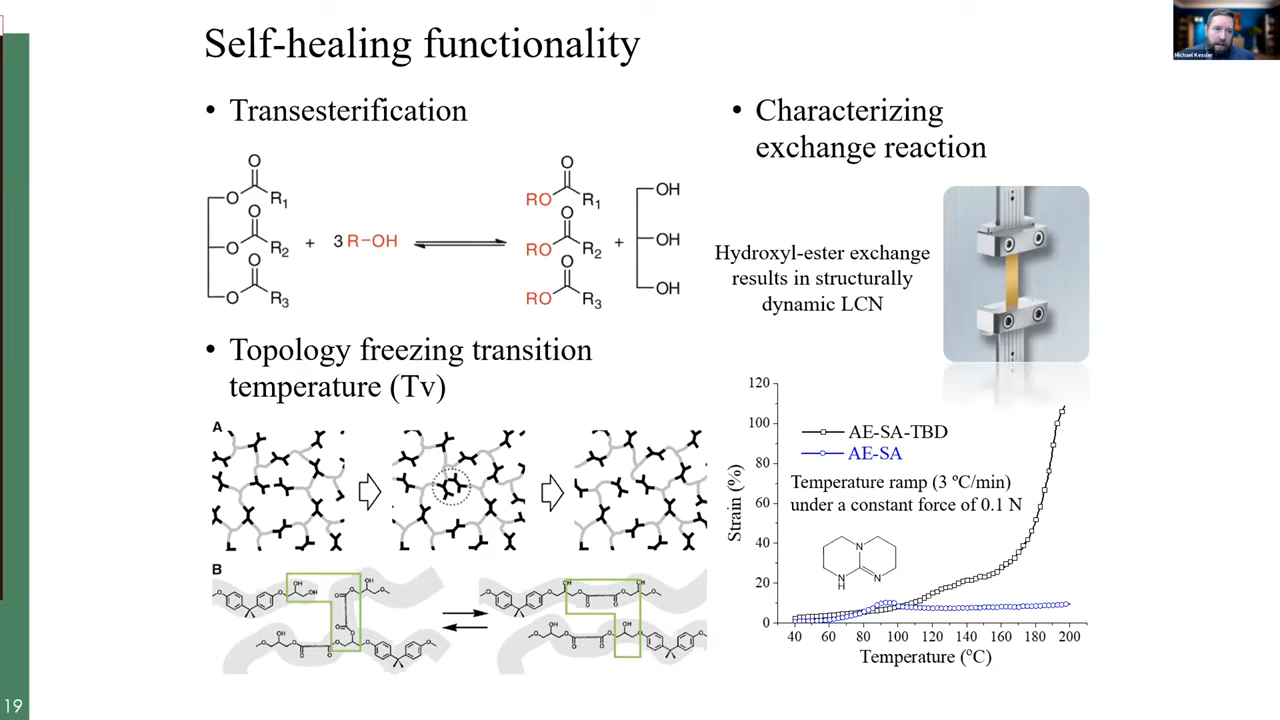 Self-healing functionality
Michael Kessler
• Transesterification
O
O
R1
O
O
R2
O
O
R3
+
3 R-OH
O
RO
R1
O
RO
R2
O
RO
R3
+
OH
OH
OH
• Topology freezing transition
temperature (Tv)
A
B
• Characterizing
exchange reaction
Hydroxyl-ester exchange
results in structurally
dynamic LCN
120
100
80
60
40
20
0
Strain (%)
AE-SA-TBD
AE-SA
Temperature ramp (3 ºC/min)
under a constant force of 0.1 N
N
N
H
N
40 60 80 100 120 140 160 180 200
Temperature (ºC)
19